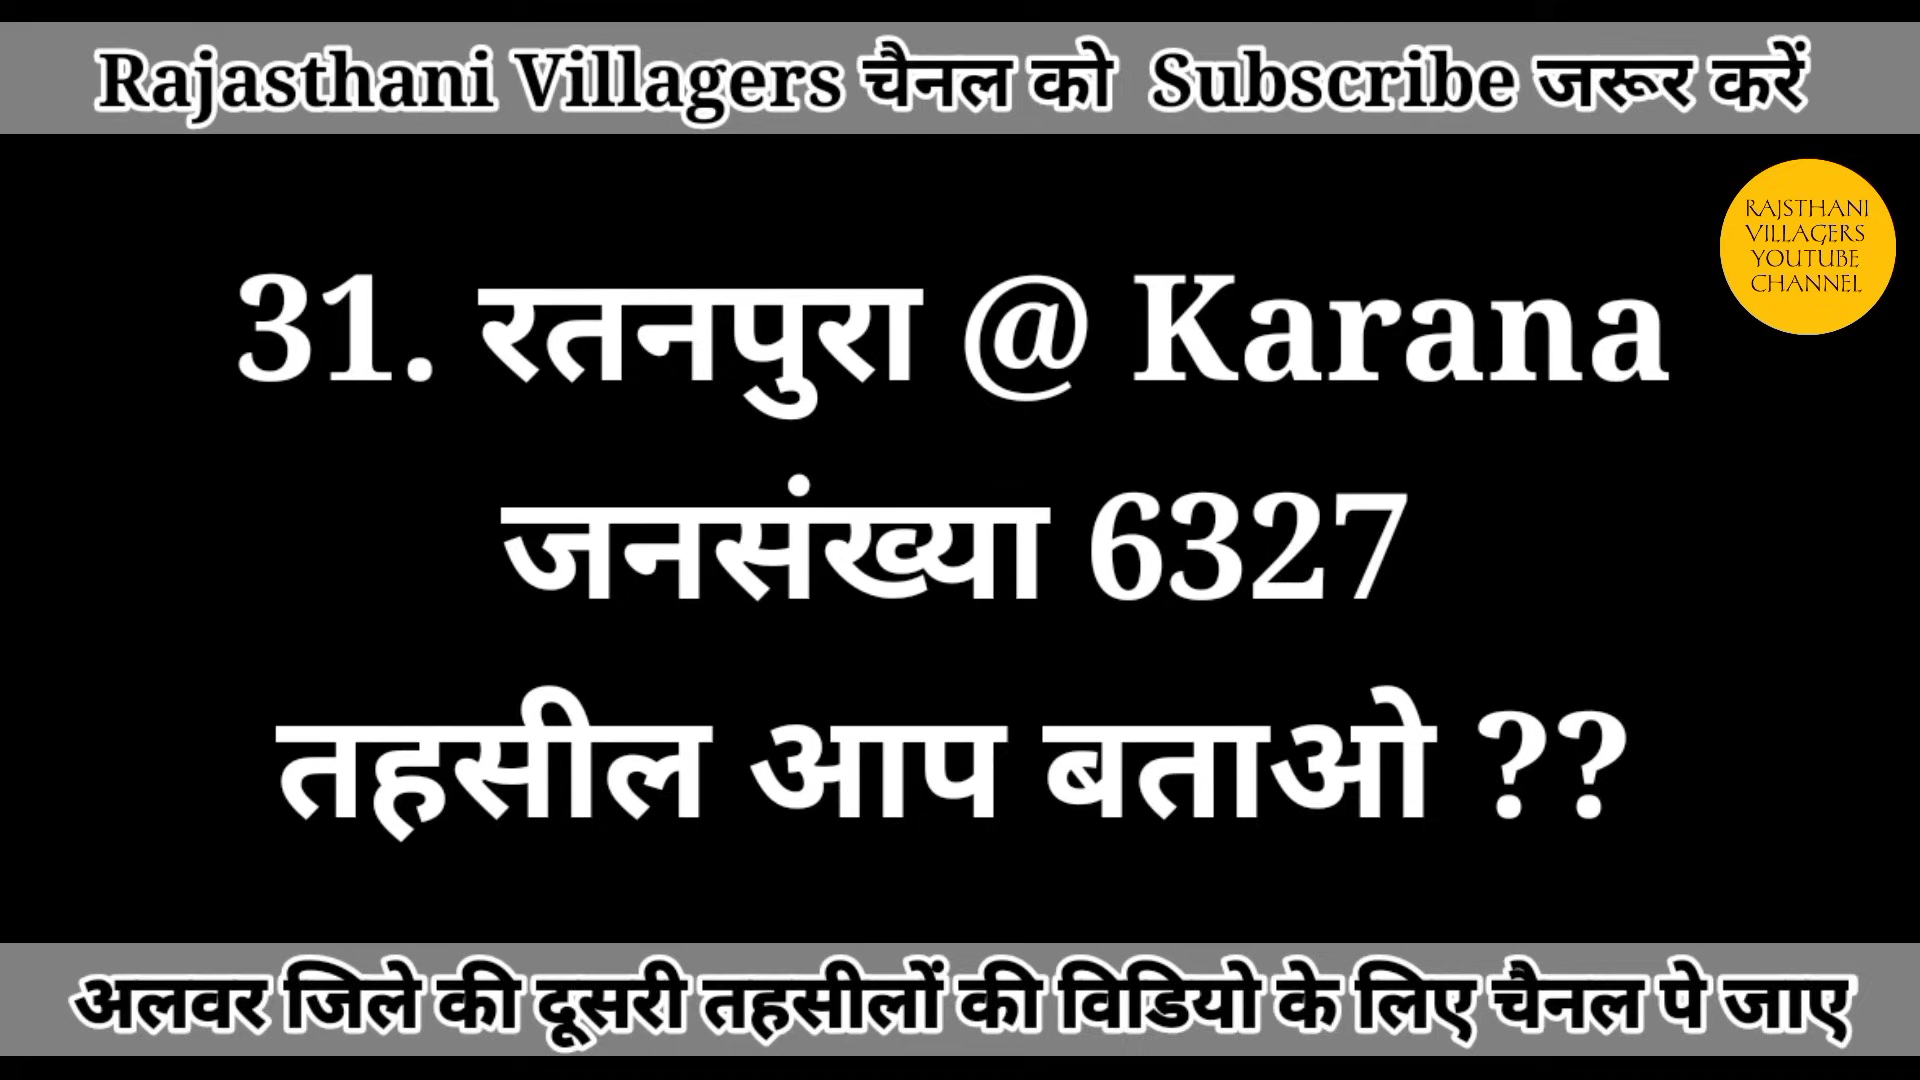 Rajasthani Villagers चैनल को Subscribe जरूर करें
RAJSTHANI
VILLAGERS
YOUTUBE
CHANNEL
31. रतनपुरा @ Karana
जनसंख्या 6327
तहसील आप बताओ ??
अलवर जिले की दूसरी तहसीलों की विडियो के लिए चैनल पे जाए